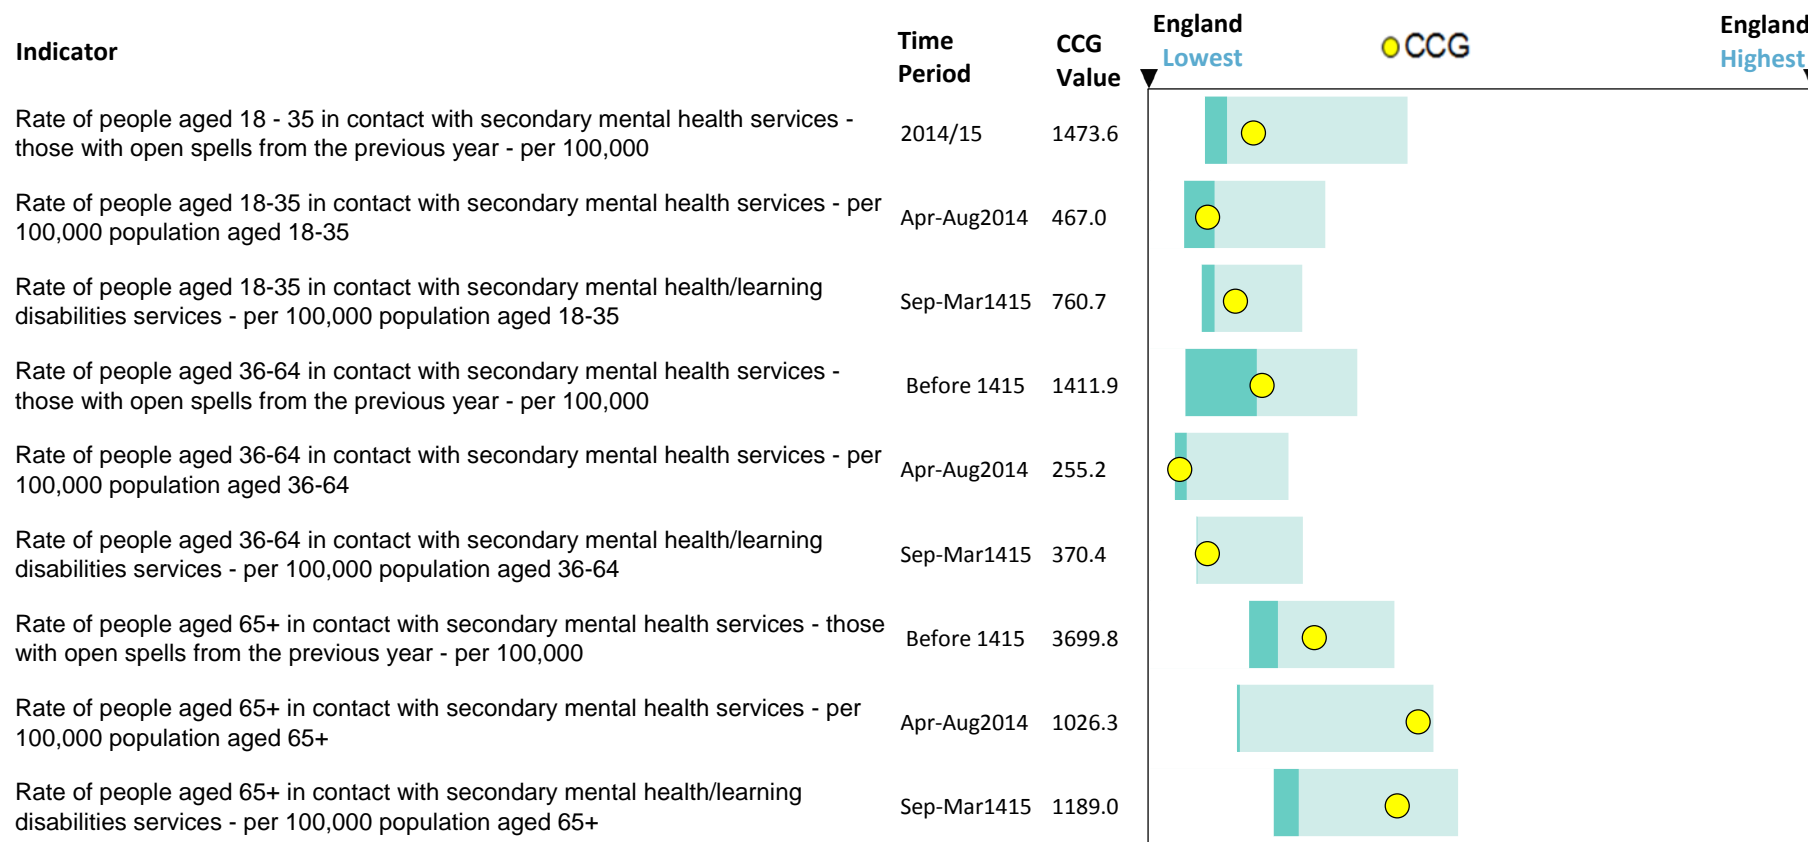 Indicator
Time
Period
CCG
Value
England
Lowest
CCG
England
Highest
Rate of people aged 18 - 35 in contact with secondary mental health services -
those with open spells from the previous year - per 100,000
2014/15
1473.6
Rate of people aged 18-35 in contact with secondary mental health services - per
100,000 population aged 18-35
Apr-Aug2014
467.0
Rate of people aged 18-35 in contact with secondary mental health/learning
disabilities services - per 100,000 population aged 18-35
Sep-Mar1415
760.7
Rate of people aged 36-64 in contact with secondary mental health services -
those with open spells from the previous year - per 100,000
Before 1415
1411.9
Rate of people aged 36-64 in contact with secondary mental health services - per
100,000 population aged 36-64
Apr-Aug2014
255.2
Rate of people aged 36-64 in contact with secondary mental health/learning
disabilities services - per 100,000 population aged 36-64
Sep-Mar1415
370.4
Rate of people aged 65+ in contact with secondary mental health services - those
with open spells from the previous year - per 100,000
Before 1415
3699.8
Rate of people aged 65+ in contact with secondary mental health services - per
100,000 population aged 65+
Apr-Aug2014
1026.3
Rate of people aged 65+ in contact with secondary mental health/learning
disabilities services - per 100,000 population aged 65+
Sep-Mar1415
1189.0